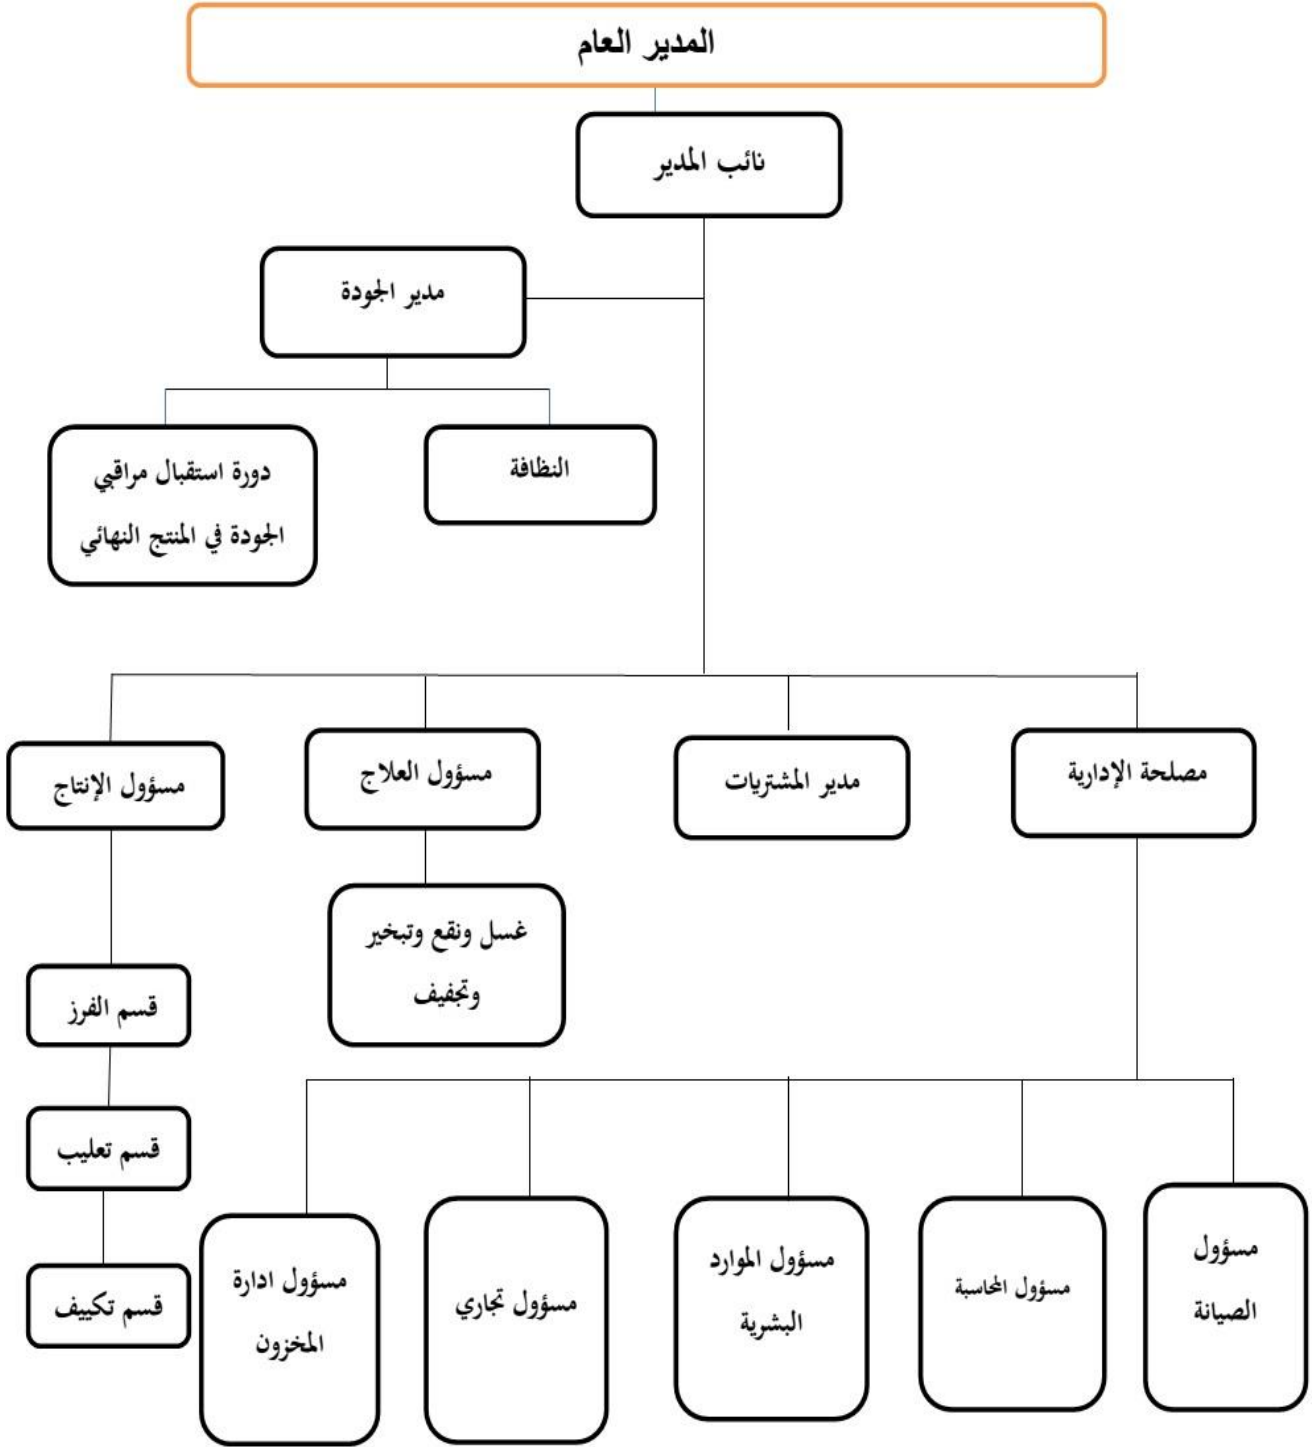 المدير العام
نائب المدير
مدير الجودة
النظافة
دورة استقبال مراقبي
الجودة في المنتج النهائي
مصلحة الإدارية
مدير المشتريات
مسؤول العلاج
مسؤول الإنتاج
غسل ونقع وتبخير
وتجفيف
قسم الفرز
قسم تعليب
قسم تكييف
مسؤول
الصيانة
مسؤول المحاسبة
مسؤول الموارد
البشرية
مسؤول تجاري
مسؤول ادارة
المخزون